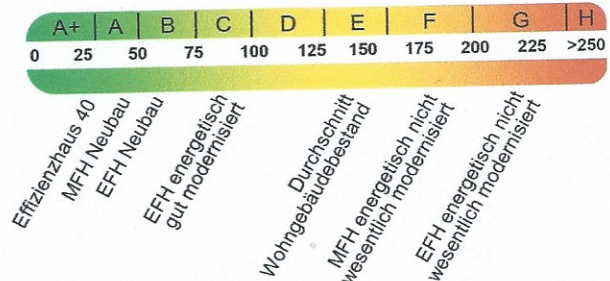 A+ A B C D E F G H
0 25 50 75 100 125 150 175 200 225 >250
Effizienzhaus 40
MFH Neubau
EFH Neubau
EFH energetisch
gut modernisiert
Durchschnitt
Wohngebäudebestand
MFH energetisch nicht
wesentlich modernisiert
EFH energetisch nicht
wesentlich modernisiert